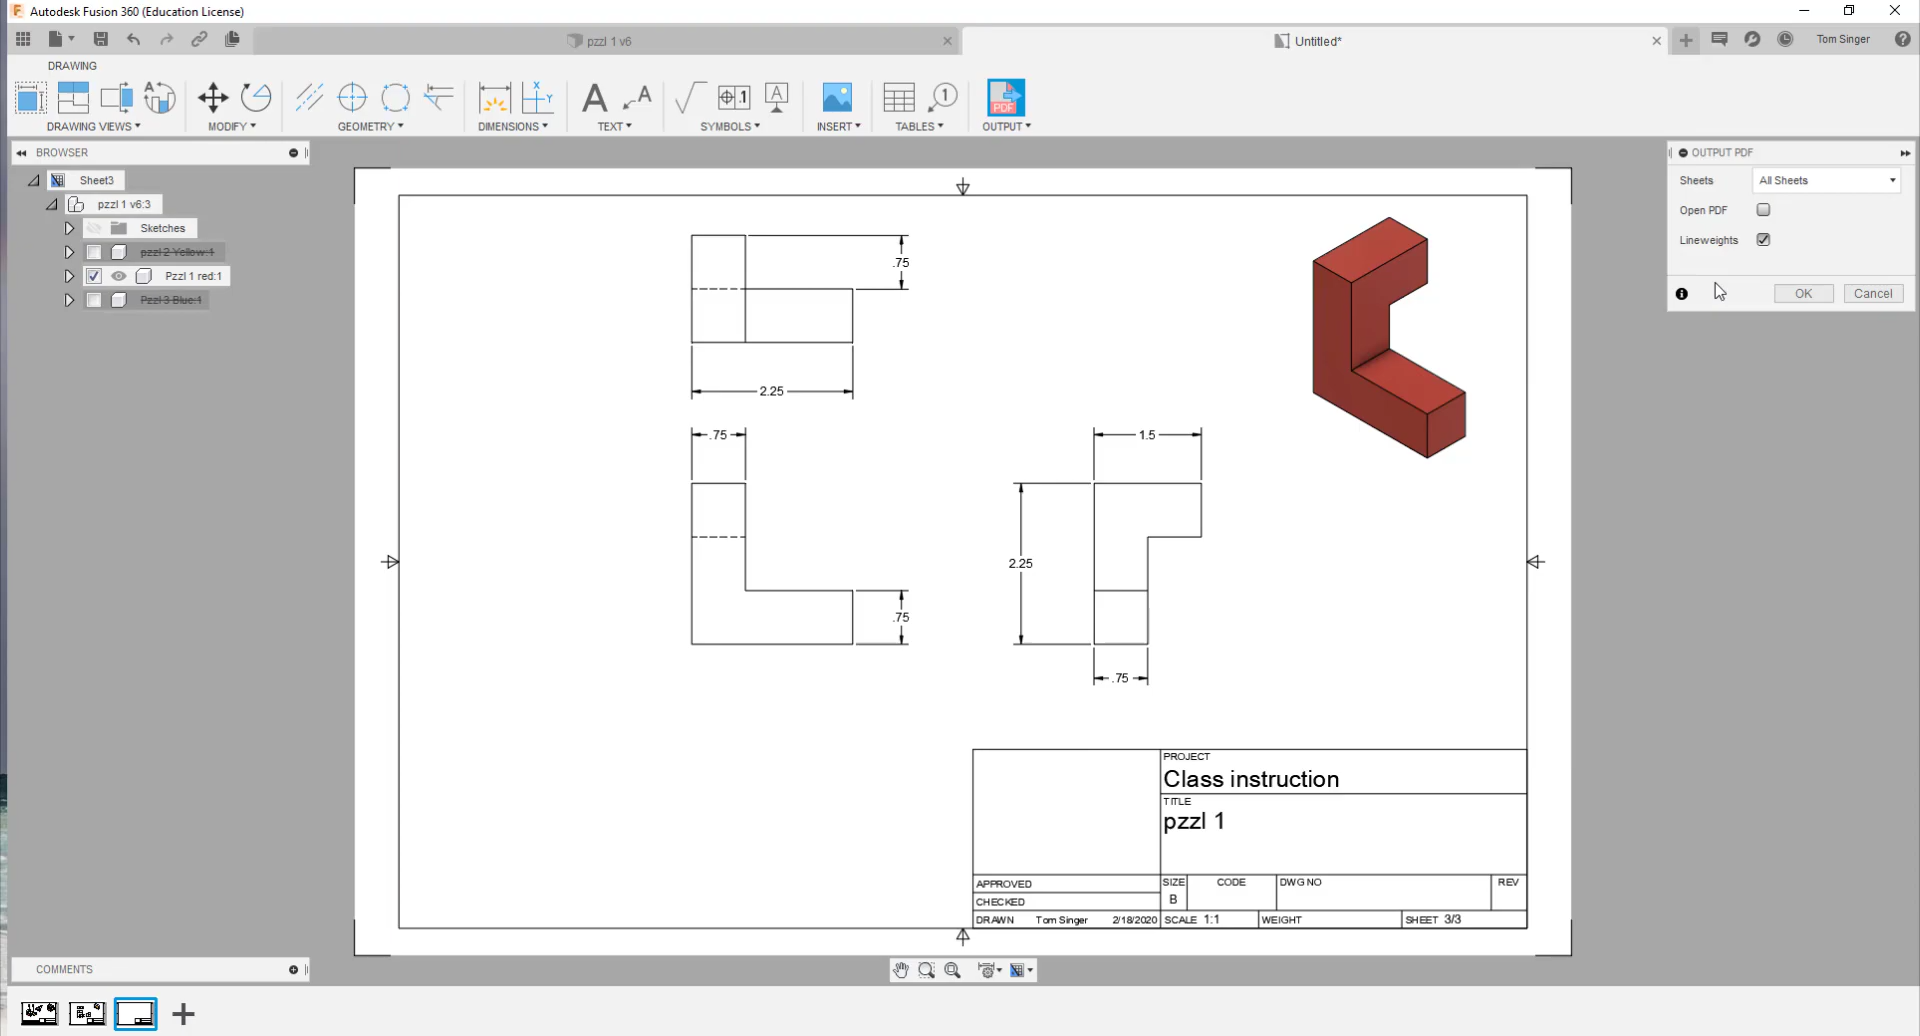 Autodesk Fusion 360 (Education License)
pzzl 1 v6
Untitled*
Tom Singer
DRAWING
DRAWING VIEWS
MODIFY
GEOMETRY
DIMENSIONS
TEXT
SYMBOLS
INSERT
TABLES
OUTPUT
BROWSER
Sheet3
pzzl 1 v6:3
Sketches
pzzl 2 Yellow:1
Pzzl 1 red:1
Pzzl 3 Blue:1
OUTPUT PDF
Sheets All Sheets
Open PDF
Lineweights
OK Cancel
.75
2.25
.75
1.5
2.25
.75
.75
PROJECT
Class instruction
TITLE
pzzl 1
APPROVED
CHECKED
DRAWN Tom Singer 2/18/2020
SIZE CODE DWG NO REV
B
SCALE 1:1 WEIGHT SHEET 3/3
COMMENTS